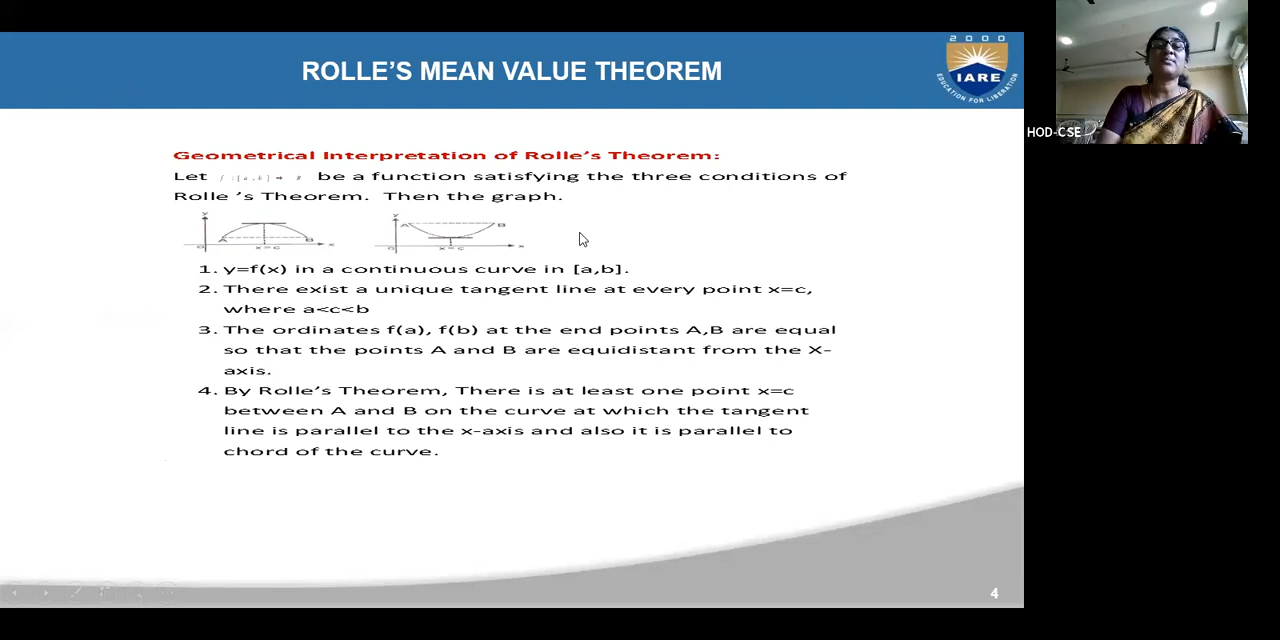 2000
ROLLE'S MEAN VALUE THEOREM
IARE
EDUCATION FOR LIBERATION
HOD-CSE
Geometrical Interpretation of Rolle's Theorem:
Let f :[a,b] → R be a function satisfying the three conditions of
Rolle 's Theorem. Then the graph.
Y A B O x=c x
Y A B O x=c x
1. y=f(x) in a continuous curve in [a,b].
2. There exist a unique tangent line at every point x=c,
where a<c<b
3. The ordinates f(a), f(b) at the end points A,B are equal
so that the points A and B are equidistant from the X-
axis.
4. By Rolle's Theorem, There is at least one point x=c
between A and B on the curve at which the tangent
line is parallel to the x-axis and also it is parallel to
chord of the curve.
4